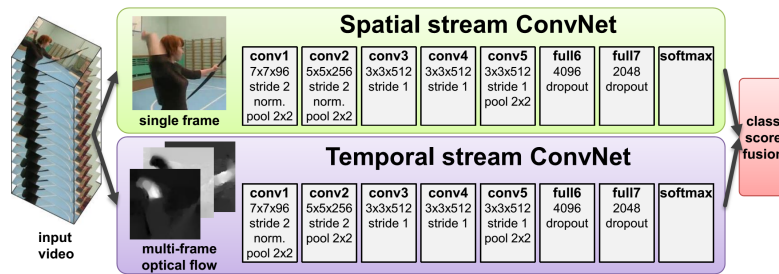 Spatial stream ConvNet
conv1
7x7x96
stride 2
norm.
pool 2x2
conv2
5x5x256
stride 2
norm.
pool 2x2
conv3
3x3x512
stride 1
conv4
3x3x512
stride 1
conv5
3x3x512
stride 1
pool 2x2
full6
4096
dropout
full7
2048
dropout
softmax
single frame
Temporal stream ConvNet
conv1
7x7x96
stride 2
norm.
pool 2x2
conv2
5x5x256
stride 2
pool 2x2
conv3
3x3x512
stride 1
conv4
3x3x512
stride 1
conv5
3x3x512
stride 1
pool 2x2
full6
4096
dropout
full7
2048
dropout
softmax
multi-frame
optical flow
input
video
class
score
fusion